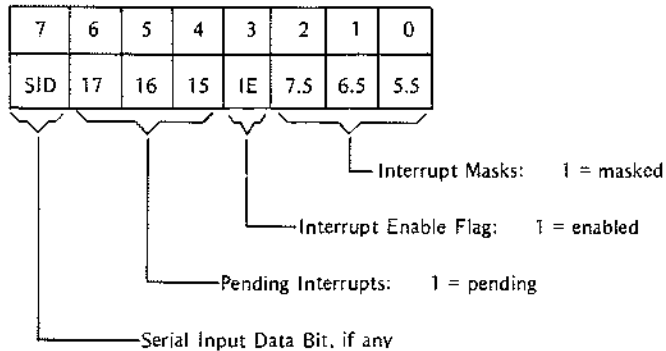 7 6 5 4 3 2 1 0
SID 17 16 15 IE 7.5 6.5 5.5
Interrupt Masks: 1 = masked
Interrupt Enable Flag: 1 = enabled
Pending Interrupts: 1 = pending
Serial Input Data Bit, if any